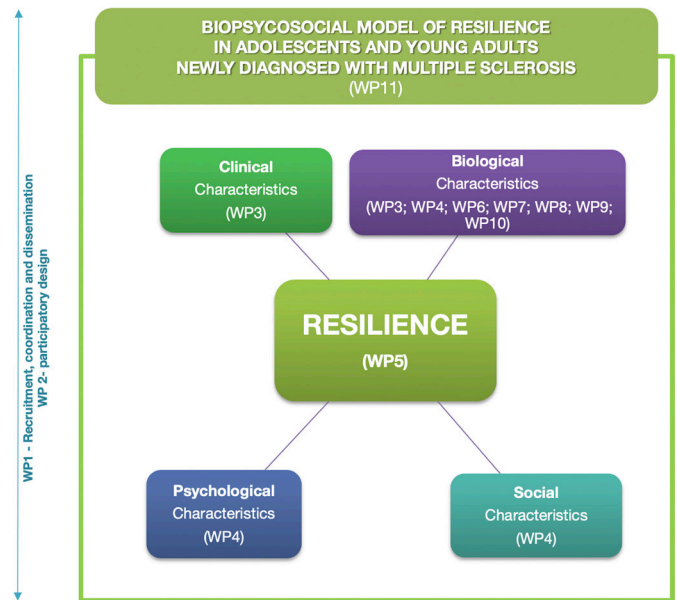 BIOPSYCOSOCIAL MODEL OF RESILIENCE
IN ADOLESCENTS AND YOUNG ADULTS
NEWLY DIAGNOSED WITH MULTIPLE SCLEROSIS
(WP11)
WP1 - Recruitment, coordination and dissemination
WP 2- participatory design
Clinical
Characteristics
(WP3)
Biological
Characteristics
(WP3; WP4; WP6; WP7; WP8; WP9;
WP10)
RESILIENCE
(WP5)
Psychological
Characteristics
(WP4)
Social
Characteristics
(WP4)